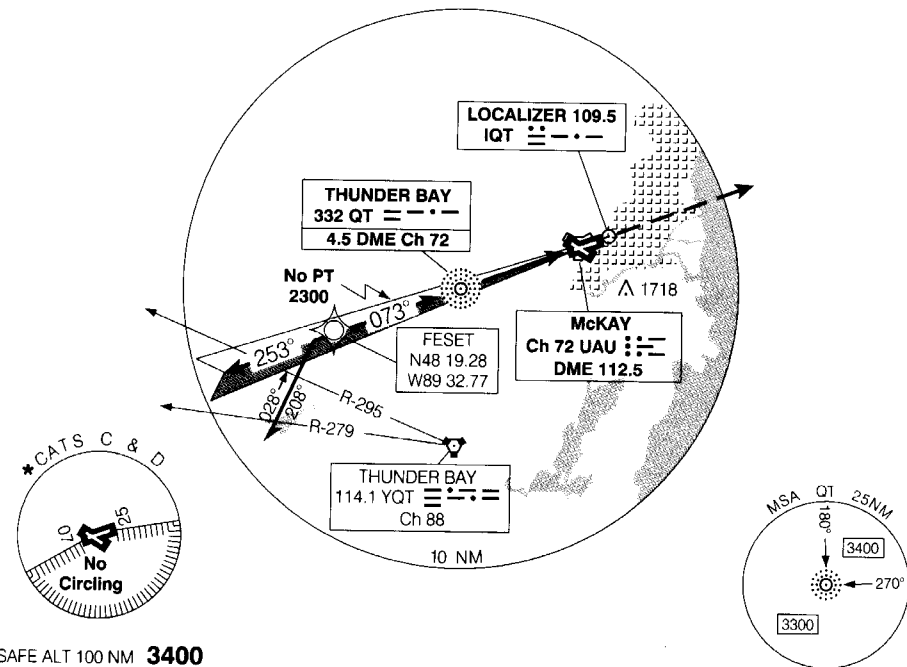 LOCALIZER 109.5
IQT
THUNDER BAY
332 QT
4.5 DME Ch 72
No PT
2300
1718
073°
253°
FESET
N48 19.28
W89 32.77
McKAY
Ch 72 UAU
DME 112.5
028°
208°
R-295
R-279
THUNDER BAY
114.1 YQT
Ch 88
10 NM
*CATS C & D
07
25
No
Circling
MSA QT 25NM
180°
3400
270°
3300
SAFE ALT 100 NM 3400